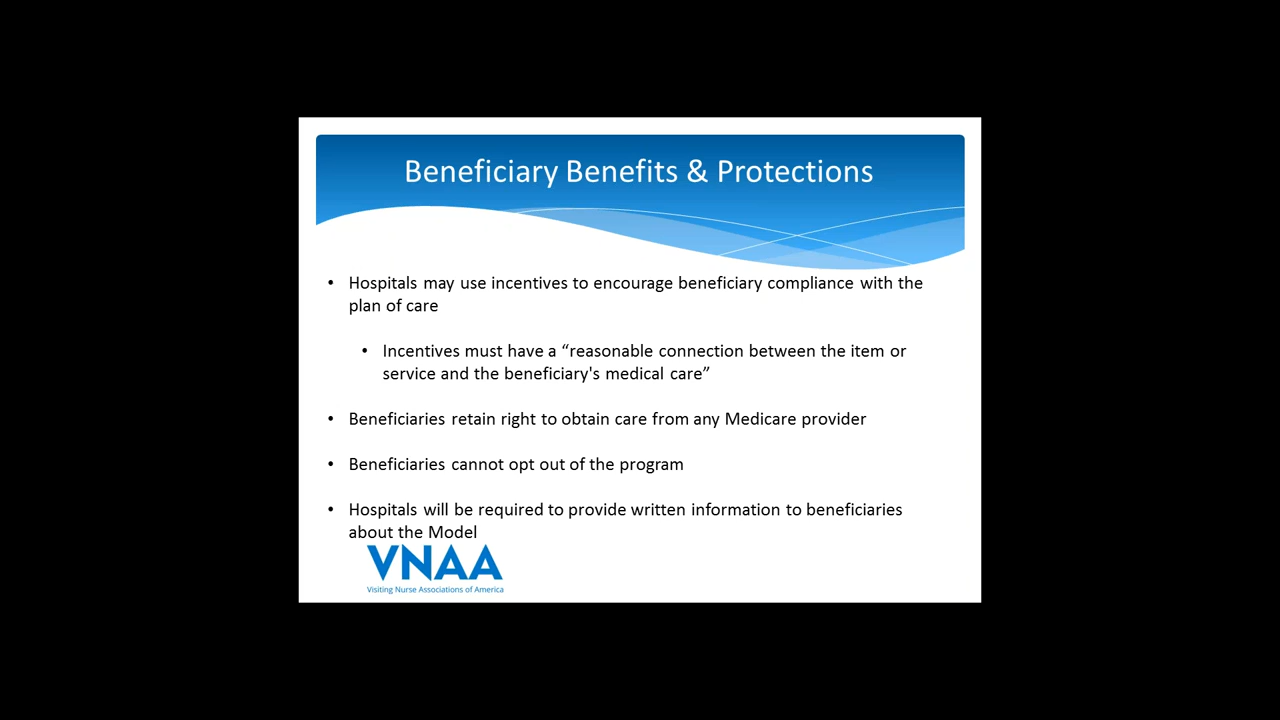 Beneficiary Benefits & Protections
• Hospitals may use incentives to encourage beneficiary compliance with the
plan of care
• Incentives must have a “reasonable connection between the item or
service and the beneficiary's medical care”
• Beneficiaries retain right to obtain care from any Medicare provider
• Beneficiaries cannot opt out of the program
• Hospitals will be required to provide written information to beneficiaries
about the Model
VNAA
Visiting Nurse Associations of America